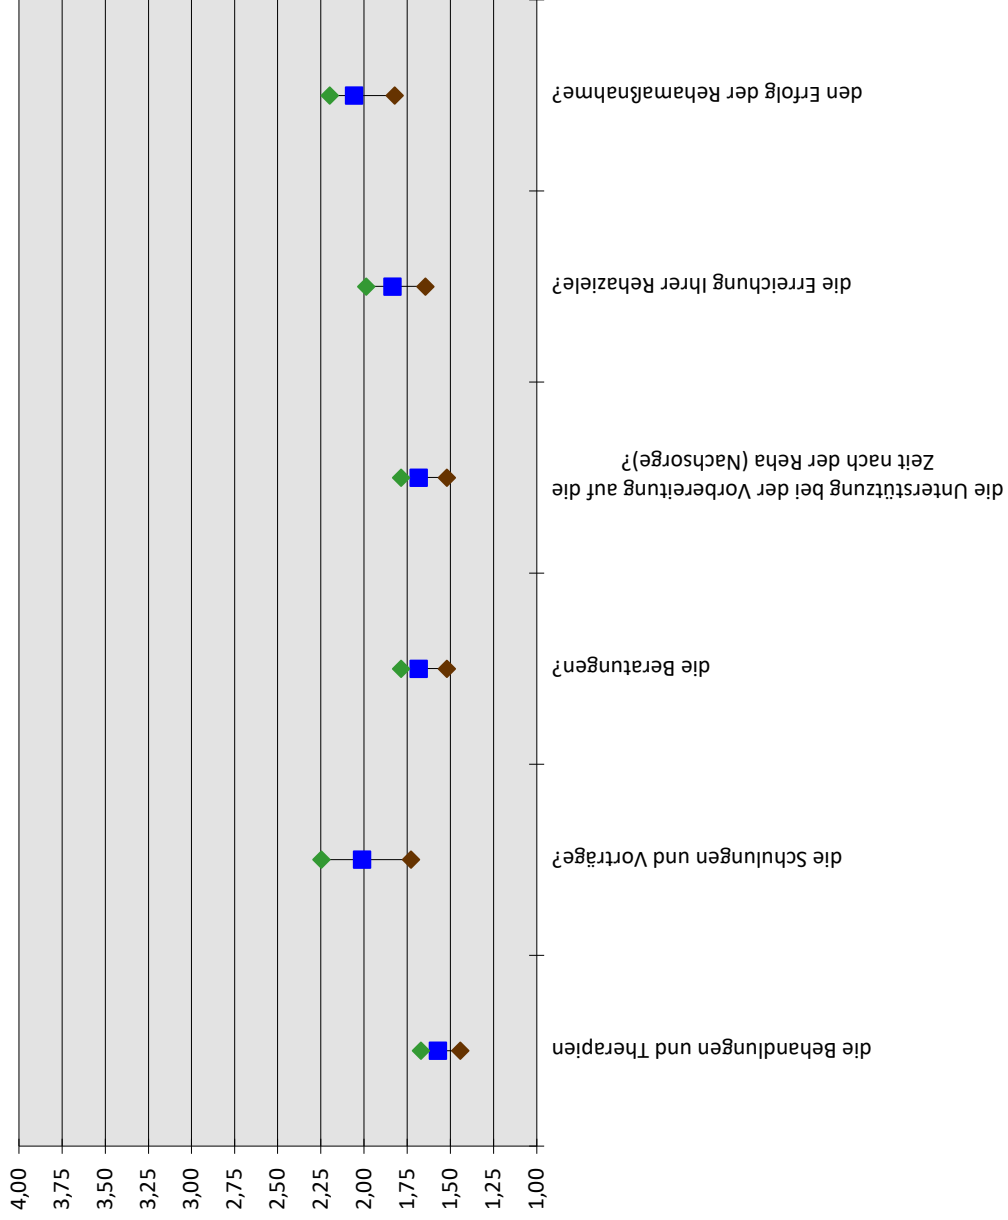 den Erfolg der Rehamaßnahme?
die Erreichung Ihrer Rehaziele?
die Unterstützung bei der Vorbereitung auf die
Zeit nach der Reha (Nachsorge)?
die Beratungen?
die Schulungen und Vorträge?
die Behandlungen und Therapien
4,00
3,75
3,50
3,25
3,00
2,75
2,50
2,25
2,00
1,75
1,50
1,25
1,00